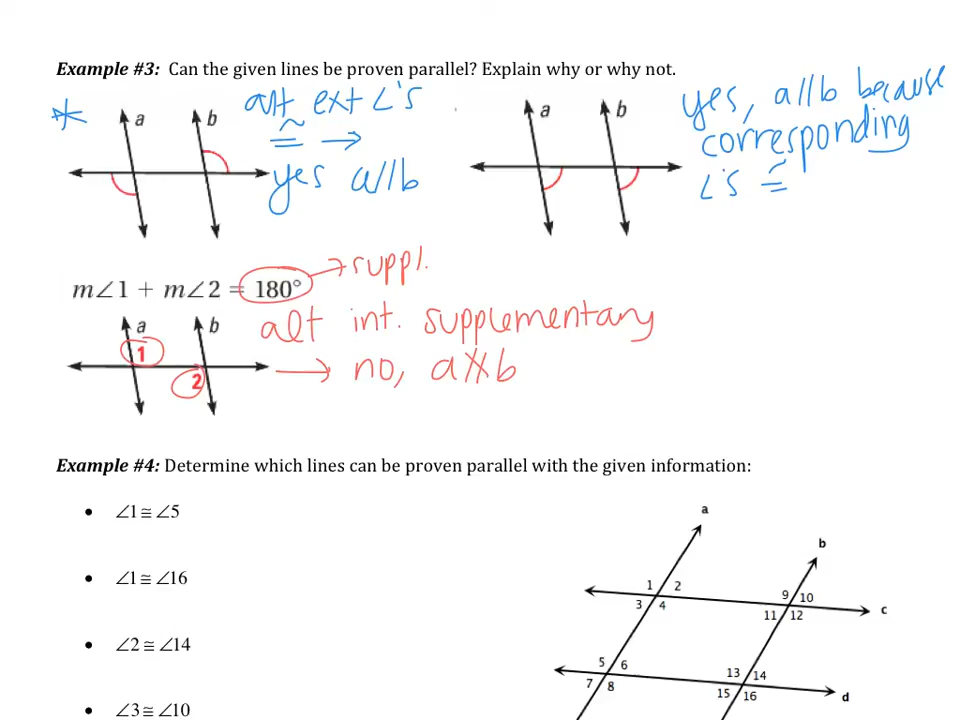 Example #3: Can the given lines be proven parallel? Explain why or why not.
* a b alt ext ∠'s
≅ →
yes a//b
a b yes, a//b because
corresponding
∠'s ≅
m∠1 + m∠2 = 180° → suppl.
a b alt int. supplementary
1 2 → no, a∦b
Example #4: Determine which lines can be proven parallel with the given information:
• ∠1 ≅ ∠5
• ∠1 ≅ ∠16
• ∠2 ≅ ∠14
• ∠3 ≅ ∠10
a
b
1 2 9 10
3 4 11 12 c
5 6 13 14
7 8 15 16 d